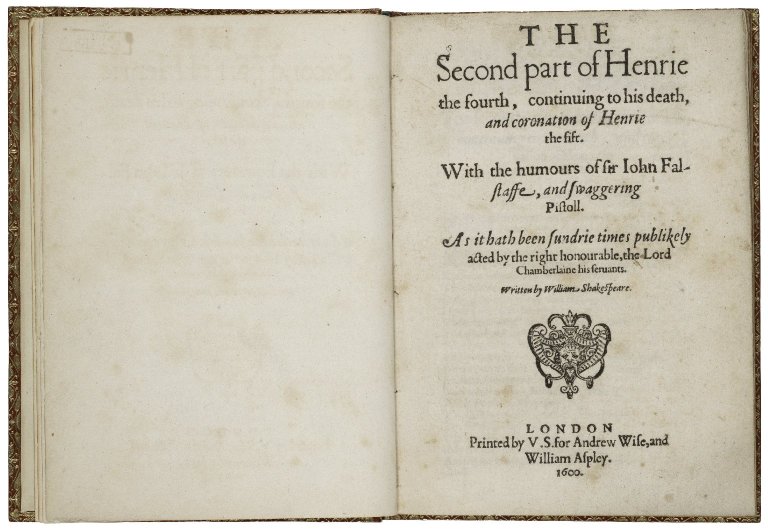 THE
Second part of Henrie
the fourth, continuing to his death,
and coronation of Henrie
the fift.
With the humours of ſir Iohn Fal-
ſtaffe, and ſwaggering
Piſtoll.
As it hath been ſundrie times publikely
acted by the right honourable, the Lord
Chamberlaine his ſeruants.
Written by William Shakeſpeare.
LONDON
Printed by V.S. for Andrew Wiſe, and
William Aſpley.
1600.